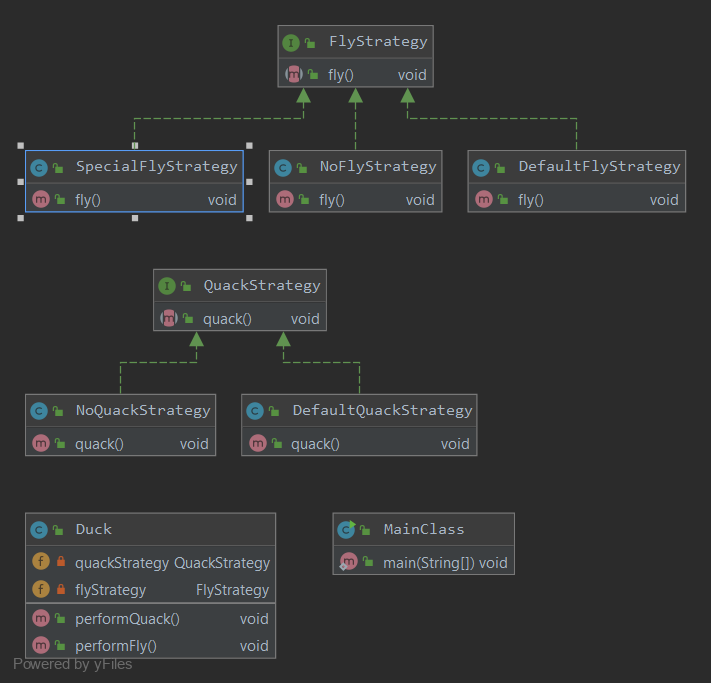 FlyStrategy
fly() void
SpecialFlyStrategy
fly() void
NoFlyStrategy
fly() void
DefaultFlyStrategy
fly() void
QuackStrategy
quack() void
NoQuackStrategy
quack() void
DefaultQuackStrategy
quack() void
Duck
quackStrategy QuackStrategy
flyStrategy FlyStrategy
performQuack() void
performFly() void
MainClass
main(String[]) void
Powered by yFiles